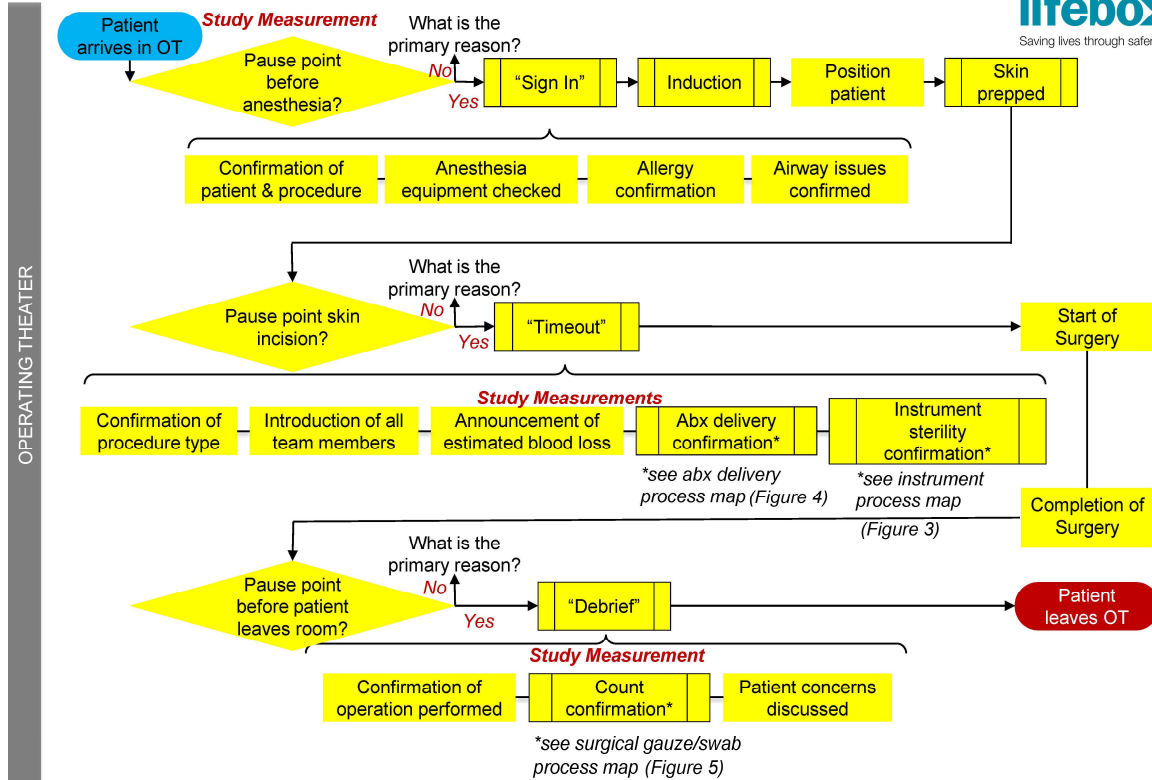 Patient
arrives in OT
Study Measurement
What is the
primary reason?
lifebox
Saving lives through safer
Pause point
before
anesthesia?
No
Yes
“Sign In”
Induction
Position
patient
Skin
prepped
Confirmation of
patient & procedure
Anesthesia
equipment checked
Allergy
confirmation
Airway issues
confirmed
OPERATING THEATER
What is the
primary reason?
Pause point skin
incision?
No
Yes
“Timeout”
Start of
Surgery
Study Measurements
Confirmation of
procedure type
Introduction of all
team members
Announcement of
estimated blood loss
Abx delivery
confirmation*
Instrument
sterility
confirmation*
*see abx delivery
process map (Figure 4)
*see instrument
process map
(Figure 3)
Completion of
Surgery
What is the
primary reason?
Pause point
before patient
leaves room?
No
Yes
“Debrief”
Patient
leaves OT
Study Measurement
Confirmation of
operation performed
Count
confirmation*
Patient concerns
discussed
*see surgical gauze/swab
process map (Figure 5)